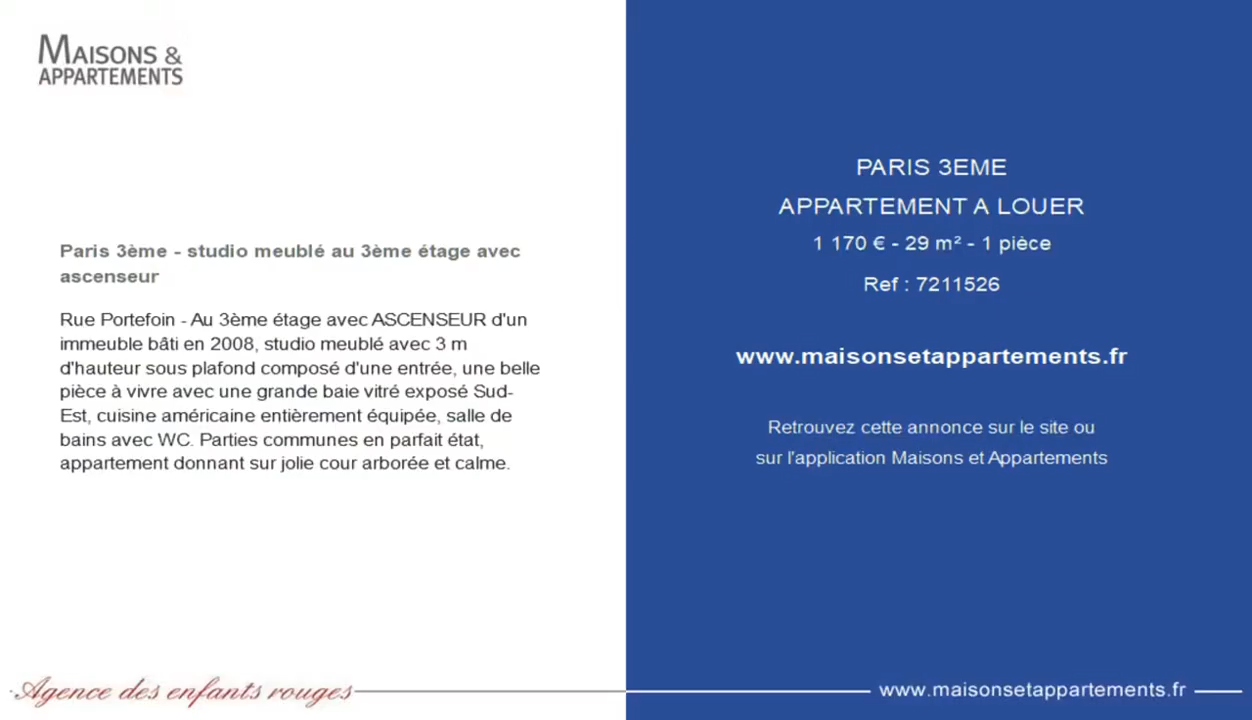 MAISONS &
APPARTEMENTS
Paris 3ème - studio meublé au 3ème étage avec
ascenseur
Rue Portefoin - Au 3ème étage avec ASCENSEUR d'un
immeuble bâti en 2008, studio meublé avec 3 m
d'hauteur sous plafond composé d'une entrée, une belle
pièce à vivre avec une grande baie vitré exposé Sud-
Est, cuisine américaine entièrement équipée, salle de
bains avec WC. Parties communes en parfait état,
appartement donnant sur jolie cour arborée et calme.
Agence des enfants rouges
PARIS 3EME
APPARTEMENT A LOUER
1 170 € - 29 m² - 1 pièce
Ref : 7211526
www.maisonsetappartements.fr
Retrouvez cette annonce sur le site ou
sur l'application Maisons et Appartements
www.maisonsetappartements.fr